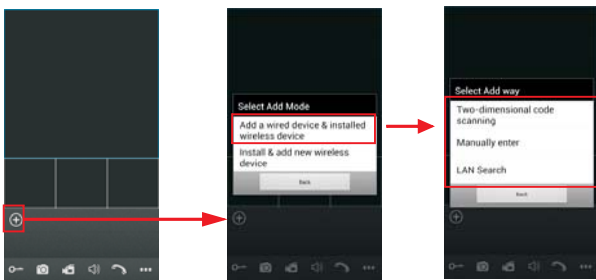 Select Add Mode
Add a wired device & installed
wireless device
Install & add new wireless
device
Back
Select Add way
Two-dimensional code
scanning
Manually enter
LAN Search
Back